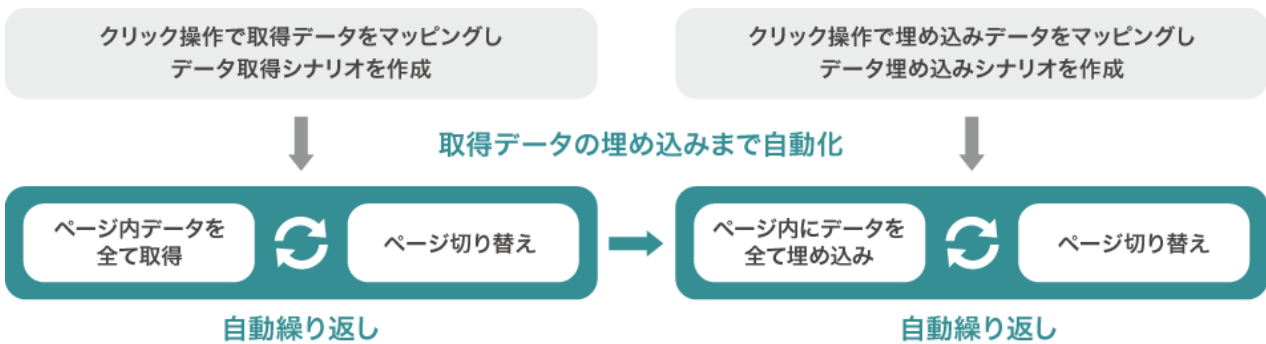 クリック操作で取得データをマッピングし
データ取得シナリオを作成
クリック操作で埋め込みデータをマッピングし
データ埋め込みシナリオを作成
取得データの埋め込みまで自動化
ページ内データを
全て取得
ページ切り替え
ページ内にデータを
全て埋め込み
ページ切り替え
自動繰り返し
自動繰り返し